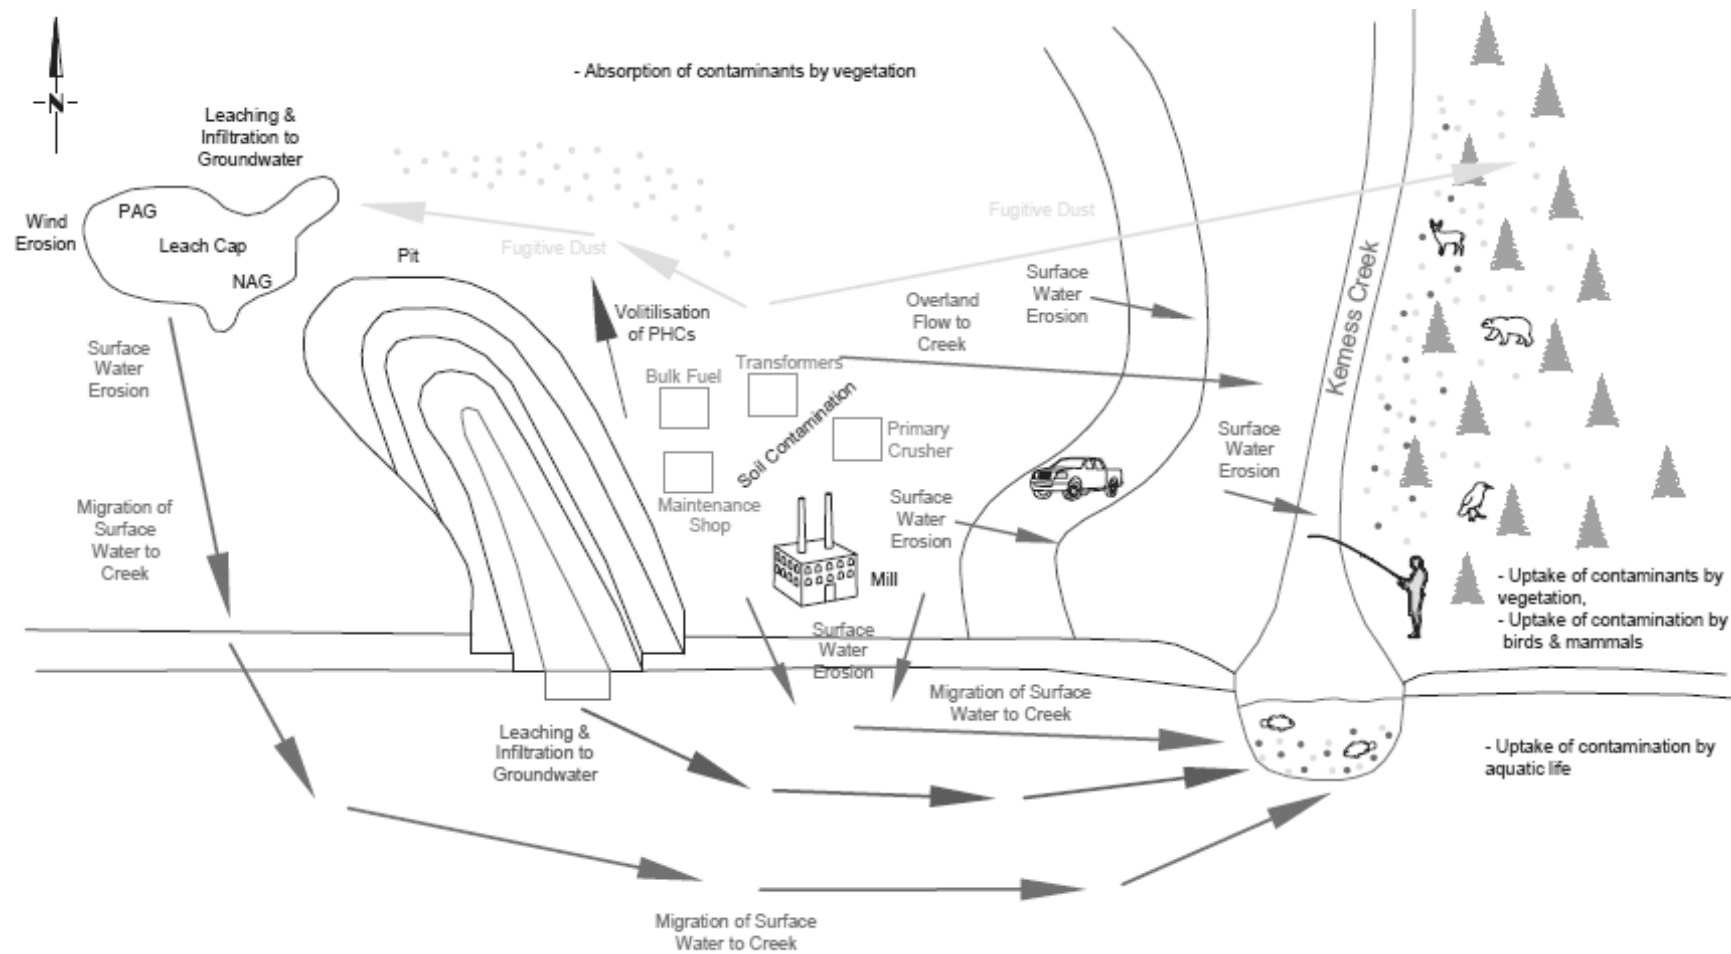 - Absorption of contaminants by vegetation
N
Leaching &
Infiltration to
Groundwater
PAG
Wind
Erosion
Leach Cap
NAG
Pit
Fugitive Dust
Fugitive Dust
Surface
Water
Erosion
Overland
Flow to
Creek
Volitilisation
of PHCs
Kemess Creek
Surface
Water
Erosion
Transformers
Bulk Fuel
Soil Contamination
Primary
Crusher
Surface
Water
Erosion
Maintenance
Shop
Surface
Water
Erosion
Migration of
Surface
Water to
Creek
Mill
- Uptake of contaminants by
vegetation,
- Uptake of contamination by
birds & mammals
Surface
Water
Erosion
Migration of Surface
Water to Creek
Leaching &
Infiltration to
Groundwater
- Uptake of contamination by
aquatic life
Migration of Surface
Water to Creek